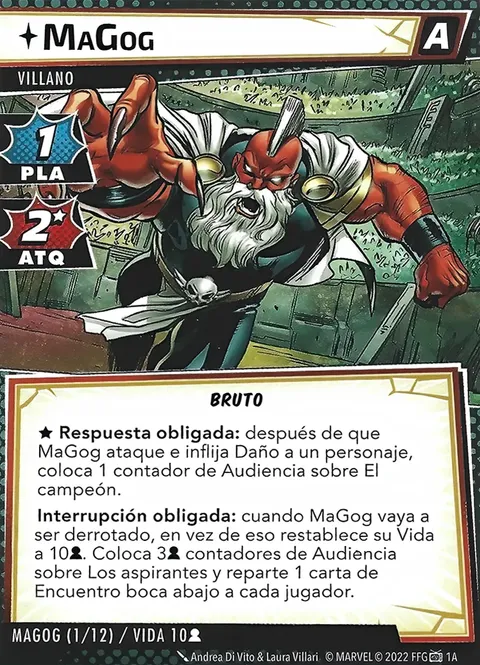 MaGog
A
VILLANO
1
PLA
2★
ATQ
BRUTO
★ Respuesta obligada: después de que
MaGog ataque e inflija Daño a un personaje,
coloca 1 contador de Audiencia sobre El
campeón.
Interrupción obligada: cuando MaGog vaya a
ser derrotado, en vez de eso restablece su Vida
a 10👤. Coloca 3👤 contadores de Audiencia
sobre Los aspirantes y reparte 1 carta de
Encuentro boca abajo a cada jugador.
MAGOG (1/12) / VIDA 10👤
Andrea Di Vito & Laura Villari © MARVEL © 2022 FFG 1A